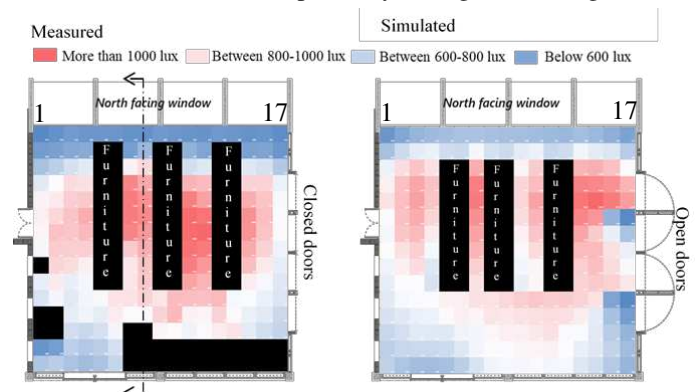 Measured
Simulated
More than 1000 lux
Between 800-1000 lux
Between 600-800 lux
Below 600 lux
North facing window
1
17
Furniture
Furniture
Furniture
Closed doors
North facing window
1
17
Furniture
Furniture
Furniture
Open doors